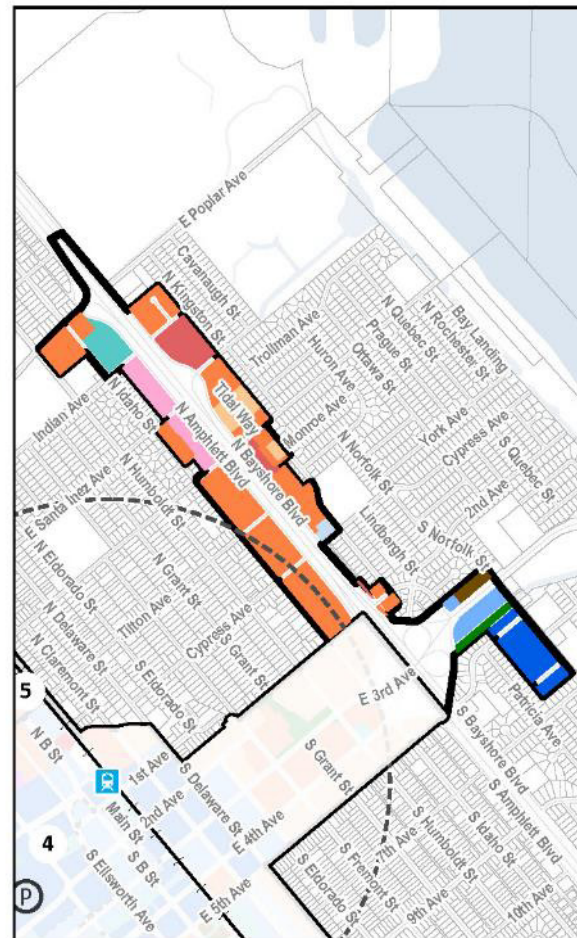 E Poplar Ave
Cavanaugh St
N Kingston St
Trollman Ave
Bay Landing
N Rochester St
N Quebec St
Prague St
Ottawa St
Huron Ave
Monroe Ave
Tidal Way
York Ave
Cypress Ave
S Quebec St
N Norfolk St
2nd Ave
N Amphlett Blvd
N Bayshore Blvd
Indian Ave
N Idaho St
Lindbergh St
S Norfolk St
Santa Inez Ave
N Humboldt St
E
N Eldorado St
N Grant St
Tilton Ave
Cypress Ave
N Delaware St
N Claremont St
S Eldorado St
S Grant St
E 3rd Ave
Patricia Ave
5
N B St
1st Ave
S Delaware St
S Grant St
S Bayshore Blvd
S Amphlett Blvd
2nd Ave
Main St
S B St
E 4th Ave
S Idaho St
S Humboldt St
7th Ave
S Fremont St
S Eldorado St
4
S Ellsworth Ave
E 5th Ave
9th Ave
10th Ave
P